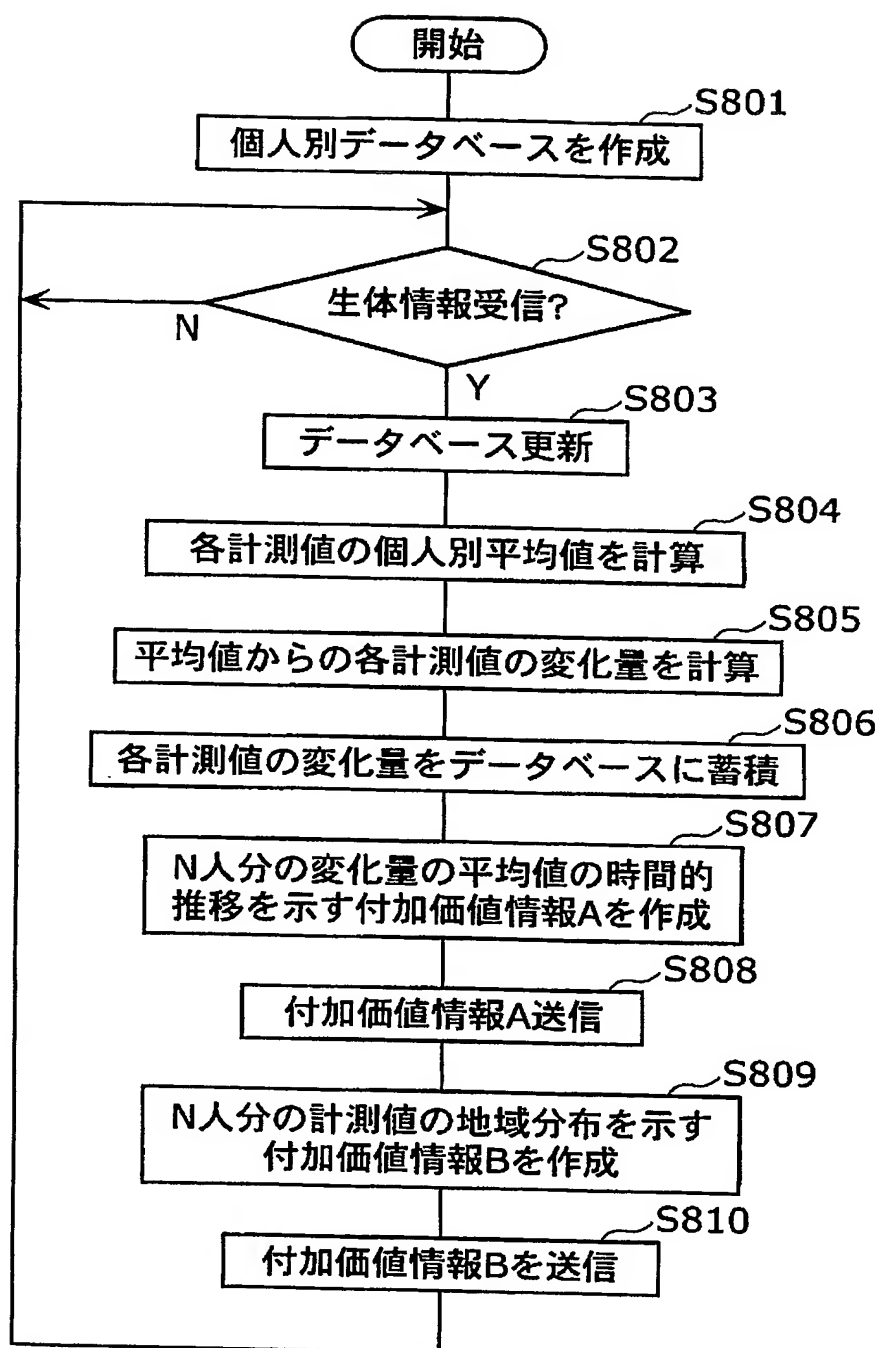 開始
S801
個人別データベースを作成
S802
生体情報受信?
N
Y
S803
データベース更新
S804
各計測値の個人別平均値を計算
S805
平均値からの各計測値の変化量を計算
S806
各計測値の変化量をデータベースに蓄積
S807
N人分の変化量の平均値の時間的
推移を示す付加価値情報Aを作成
S808
付加価値情報A送信
S809
N人分の計測値の地域分布を示す
付加価値情報Bを作成
S810
付加価値情報Bを送信